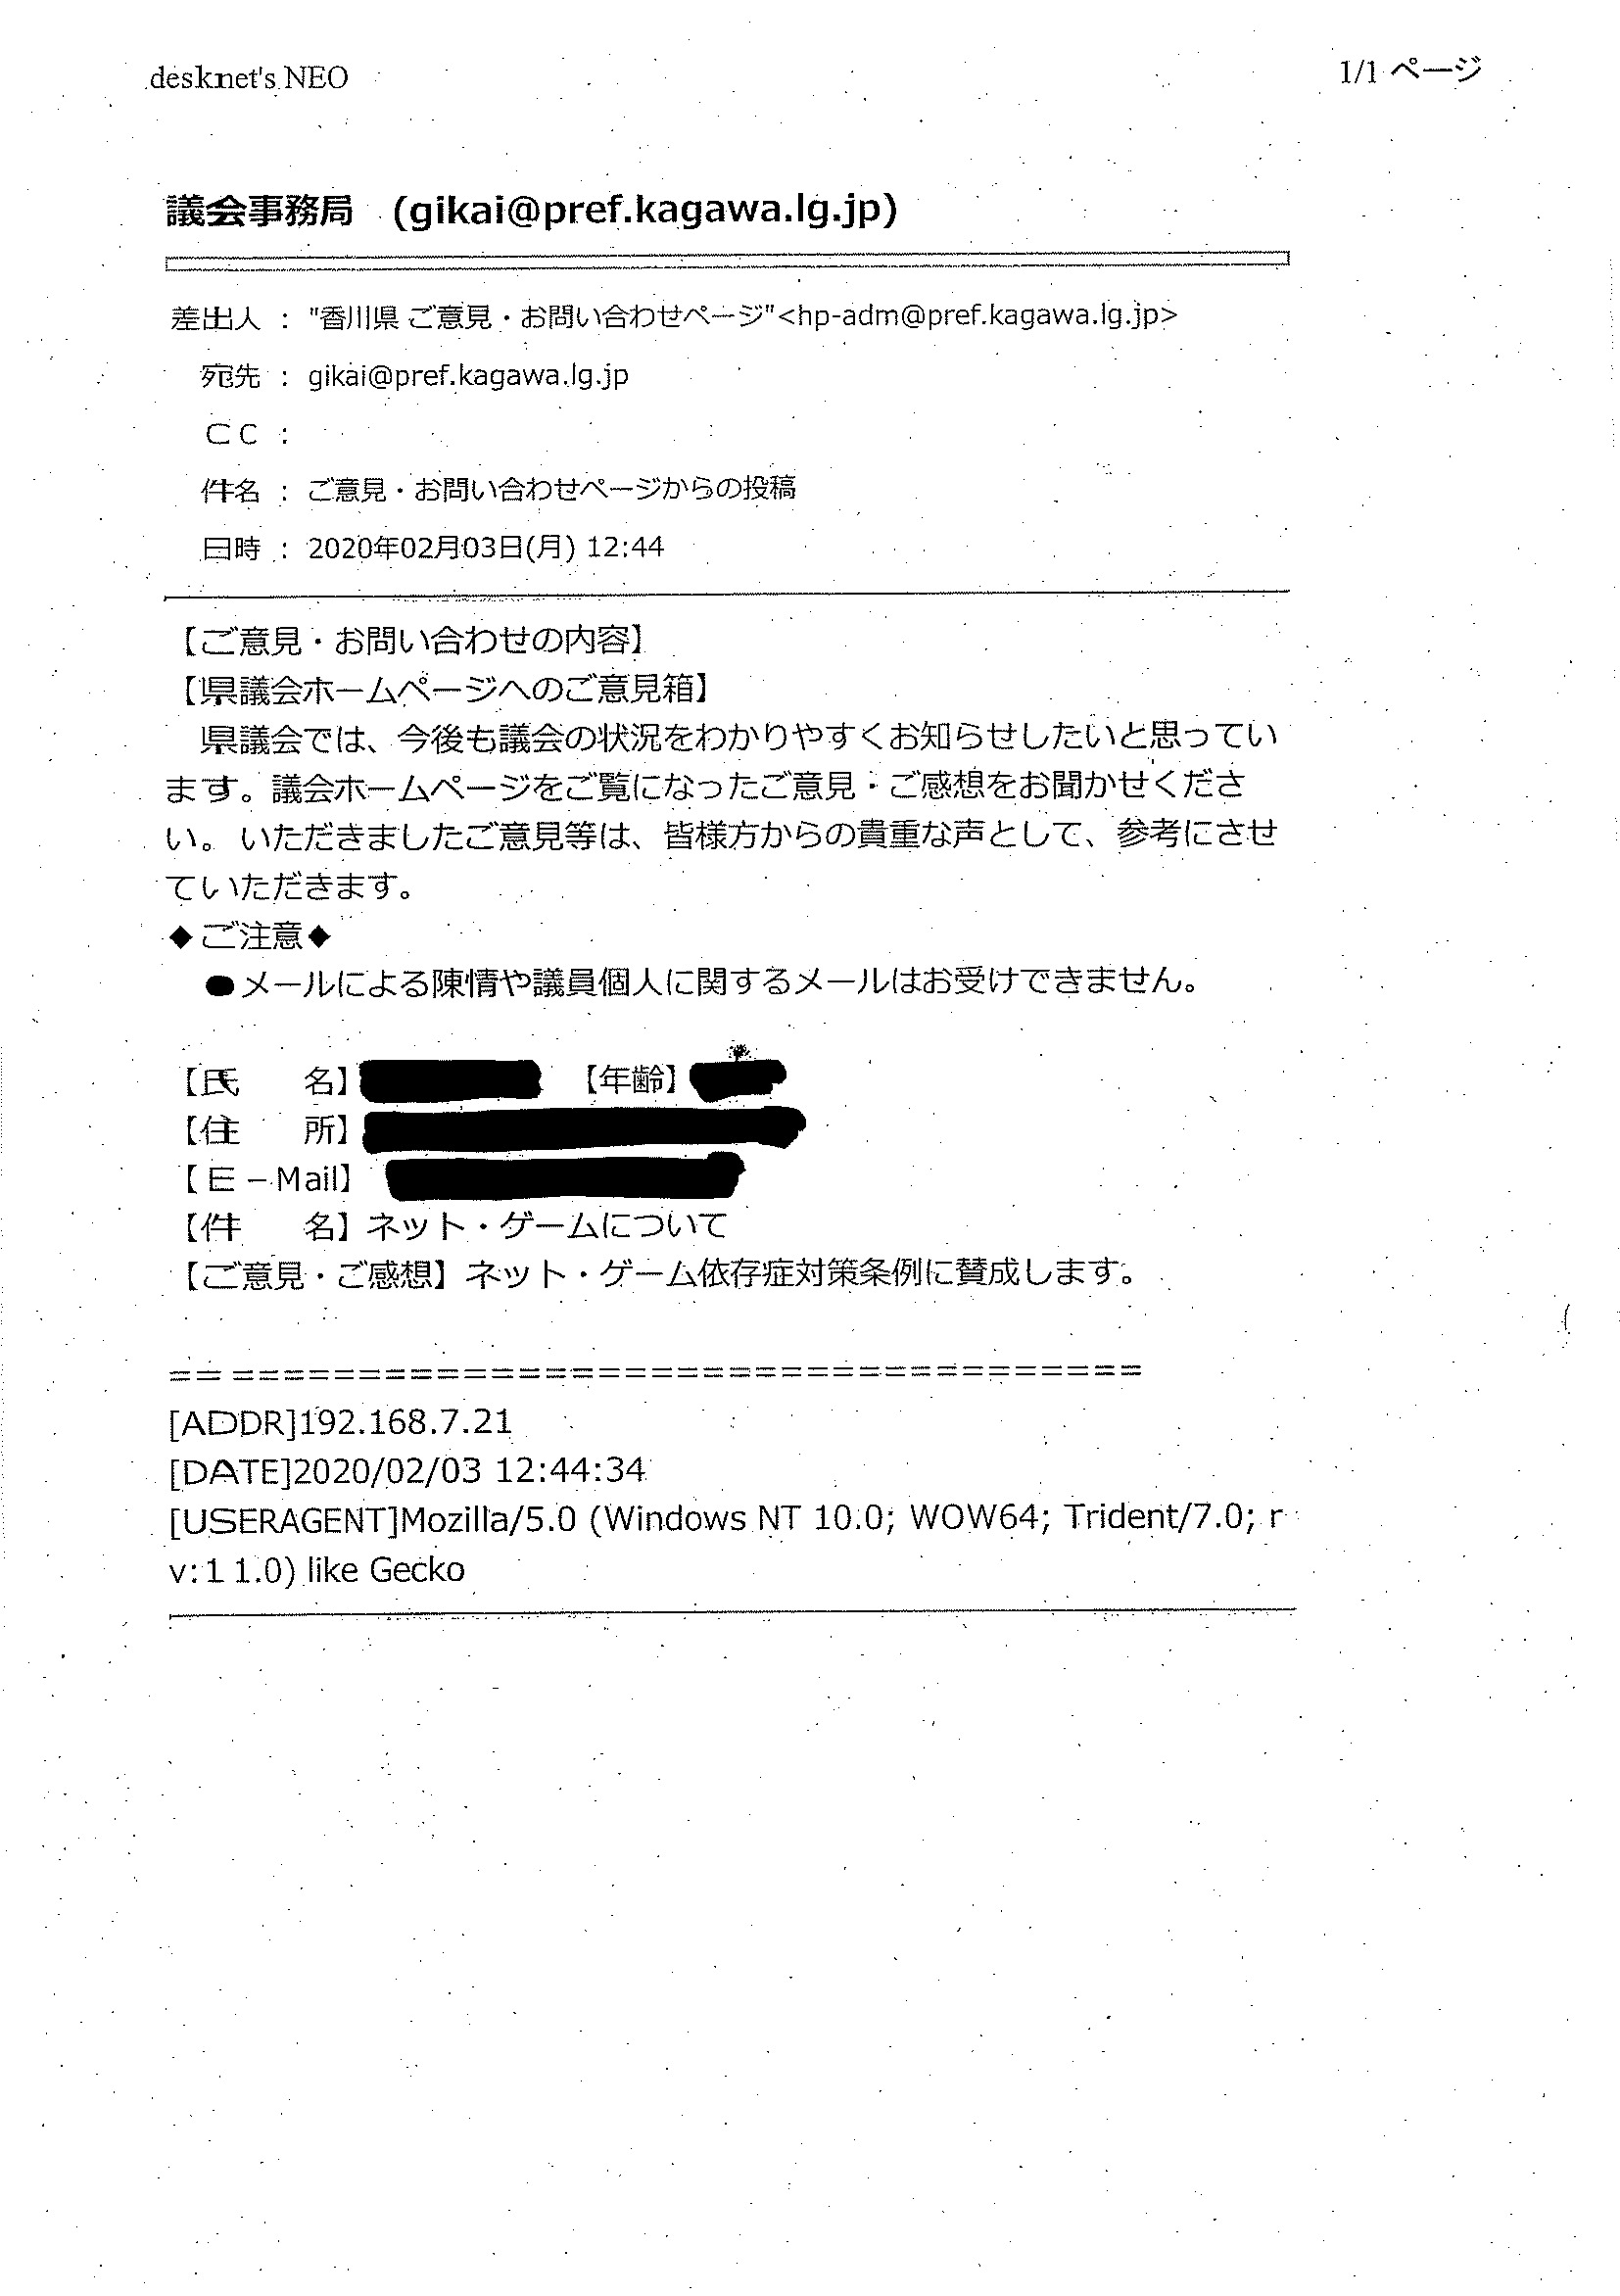 desknet's NEO
1/1 ページ
議会事務局 (gikai@pref.kagawa.lg.jp)
差出人 : "香川県 ご意見・お問い合わせページ"<hp-adm@pref.kagawa.lg.jp>
宛先 : gikai@pref.kagawa.lg.jp
ＣＣ :
件名 : ご意見・お問い合わせページからの投稿
日時 : 2020年02月03日(月) 12:44
【ご意見・お問い合わせの内容】
【県議会ホームページへのご意見箱】
　県議会では、今後も議会の状況をわかりやすくお知らせしたいと思ってい
ます。議会ホームページをご覧になったご意見・ご感想をお聞かせくださ
い。いただきましたご意見等は、皆様方からの貴重な声として、参考にさせ
ていただきます。
◆ご注意◆
　●メールによる陳情や議員個人に関するメールはお受けできません。
【氏　　名】　【年齢】
【住　　所】
【Ｅ－Mail】
【件　　名】ネット・ゲームについて
【ご意見・ご感想】ネット・ゲーム依存症対策条例に賛成します。
======================================
[ADDR]192.168.7.21
[DATE]2020/02/03 12:44:34
[USERAGENT]Mozilla/5.0 (Windows NT 10.0; WOW64; Trident/7.0; r
v:11.0) like Gecko